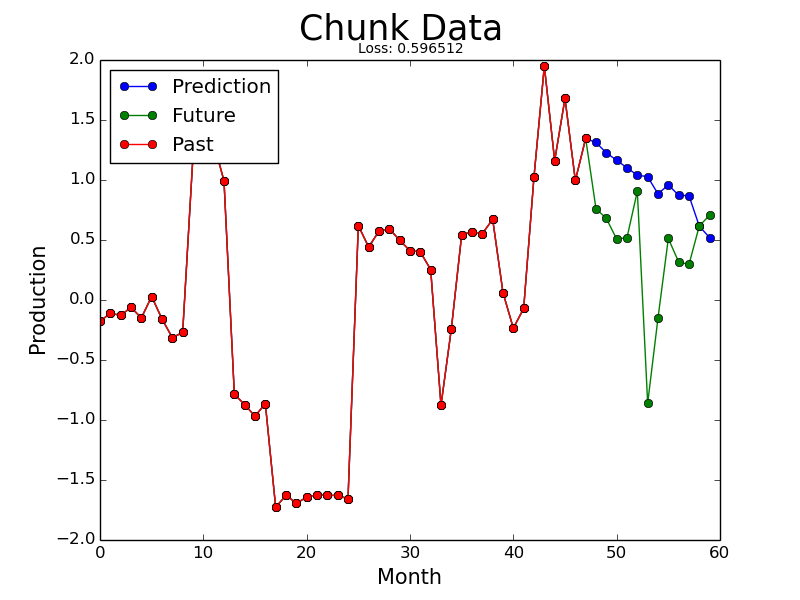 Chunk Data
Loss: 0.596512
Prediction
Future
Past
2.0
1.5
1.0
0.5
0.0
−0.5
−1.0
−1.5
−2.0
Production
0 10 20 30 40 50 60
Month